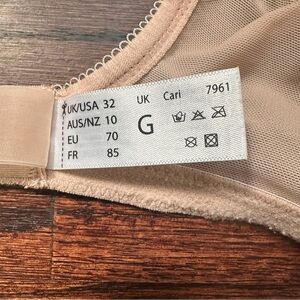 UK/USA 32 UK Cari 7961
AUS/NZ 10 G
EU 70
FR 85